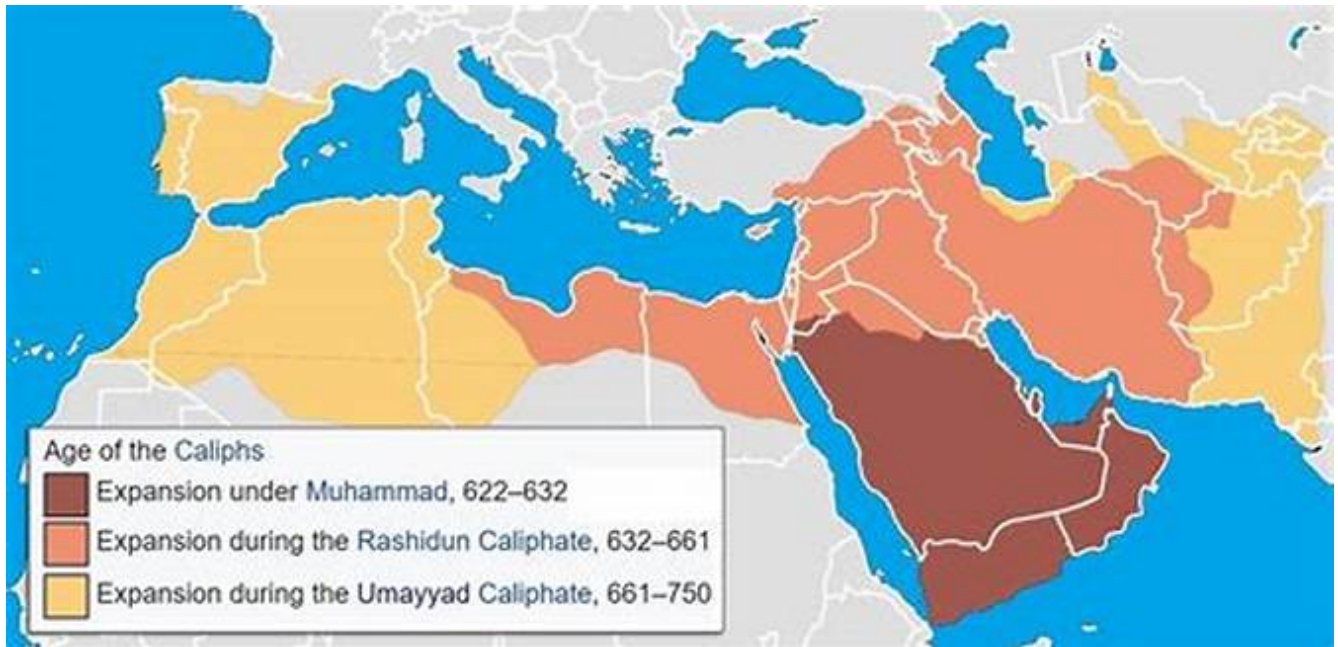 Age of the Caliphs
Expansion under Muhammad, 622–632
Expansion during the Rashidun Caliphate, 632–661
Expansion during the Umayyad Caliphate, 661–750